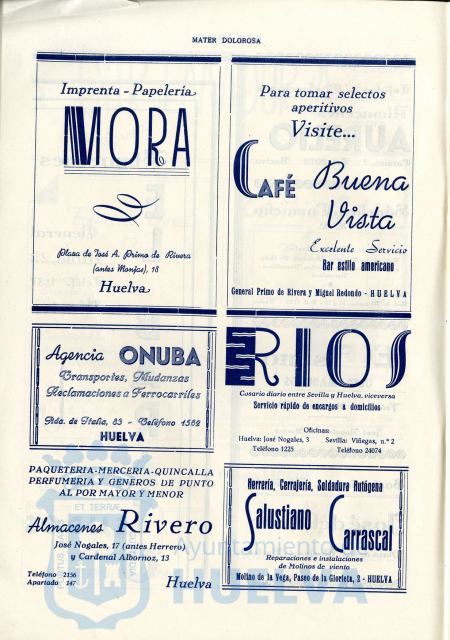 MATER DOLOROSA
Imprenta - Papelería
MORA
Plaza de José A. Primo de Rivera
(antes Monjas), 18
Huelva
Para tomar selectos
aperitivos
Visite...
CAFÉ Buena
Vista
Excelente Servicio
Bar estilo americano
General Primo de Rivera y Miguel Redondo - HUELVA
Agencia ONUBA
Transportes, Mudanzas
Reclamaciones a Ferrocarriles
Avda. de Italia, 83 - Teléfono 1562
HUELVA
RIOS
Cosario diario entre Sevilla y Huelva, viceversa
Servicio rápido de encargos a domicilios
Oficinas:
Huelva: José Nogales, 3 Sevilla: Viñegas, n.º 2
Teléfono 1225 Teléfono 24074
PAQUETERIA-MERCERIA-QUINCALLA
PERFUMERIA Y GENEROS DE PUNTO
AL POR MAYOR Y MENOR
Almacenes Rivero
José Nogales, 17 (antes Herrero)
y Cardenal Albornoz, 13
Teléfono 2156
Apartado 147
Huelva
Herrería, Cerrajería, Soldadura Autógena
Salustiano Carrascal
Reparaciones e instalaciones
de Molinos de viento
Molino de la Vega, Paseo de la Glorieta, 2 - HUELVA
ET TERRA
Ayuntamiento de
HUELVA